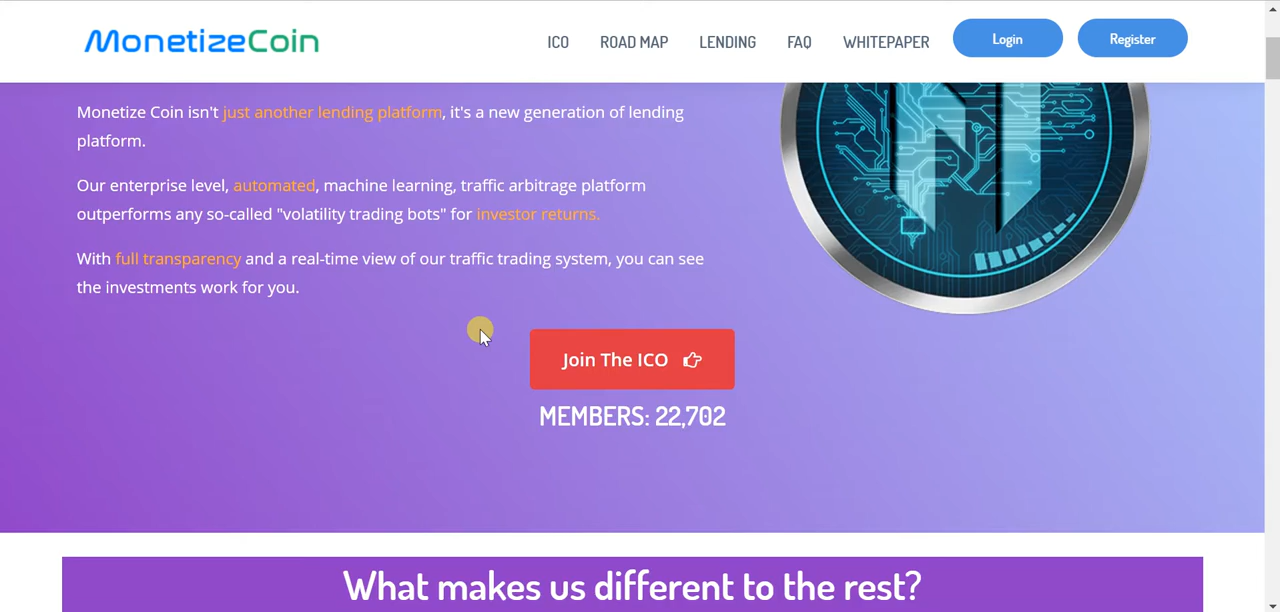 MonetizeCoin
ICO ROAD MAP LENDING FAQ WHITEPAPER Login Register
Monetize Coin isn't just another lending platform, it's a new generation of lending
platform.
Our enterprise level, automated, machine learning, traffic arbitrage platform
outperforms any so-called "volatility trading bots" for investor returns.
With full transparency and a real-time view of our traffic trading system, you can see
the investments work for you.
Join The ICO
MEMBERS: 22,702
What makes us different to the rest?